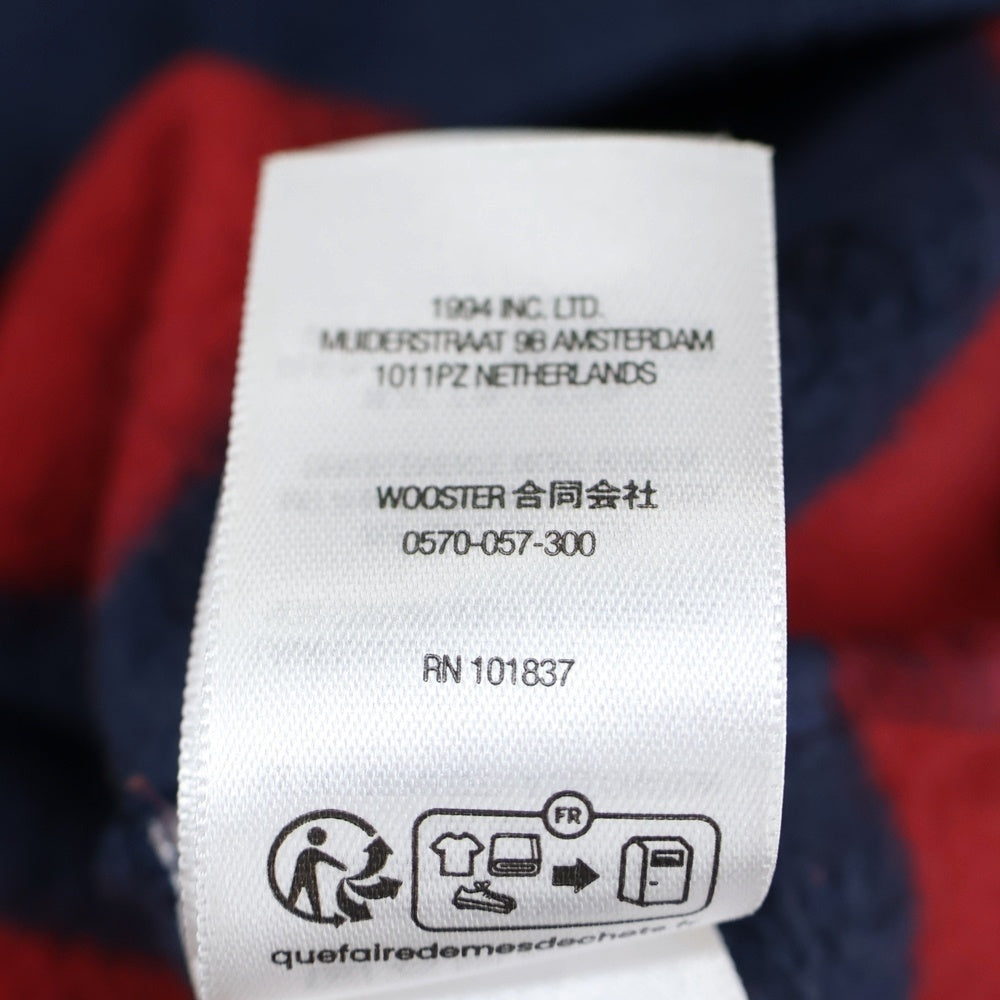 1994 INC. LTD.
MUIDERSTRAAT 9B AMSTERDAM
1011PZ NETHERLANDS
WOOSTER 合同会社
0570-057-300
RN 101837
FR
quefairedemesdechets